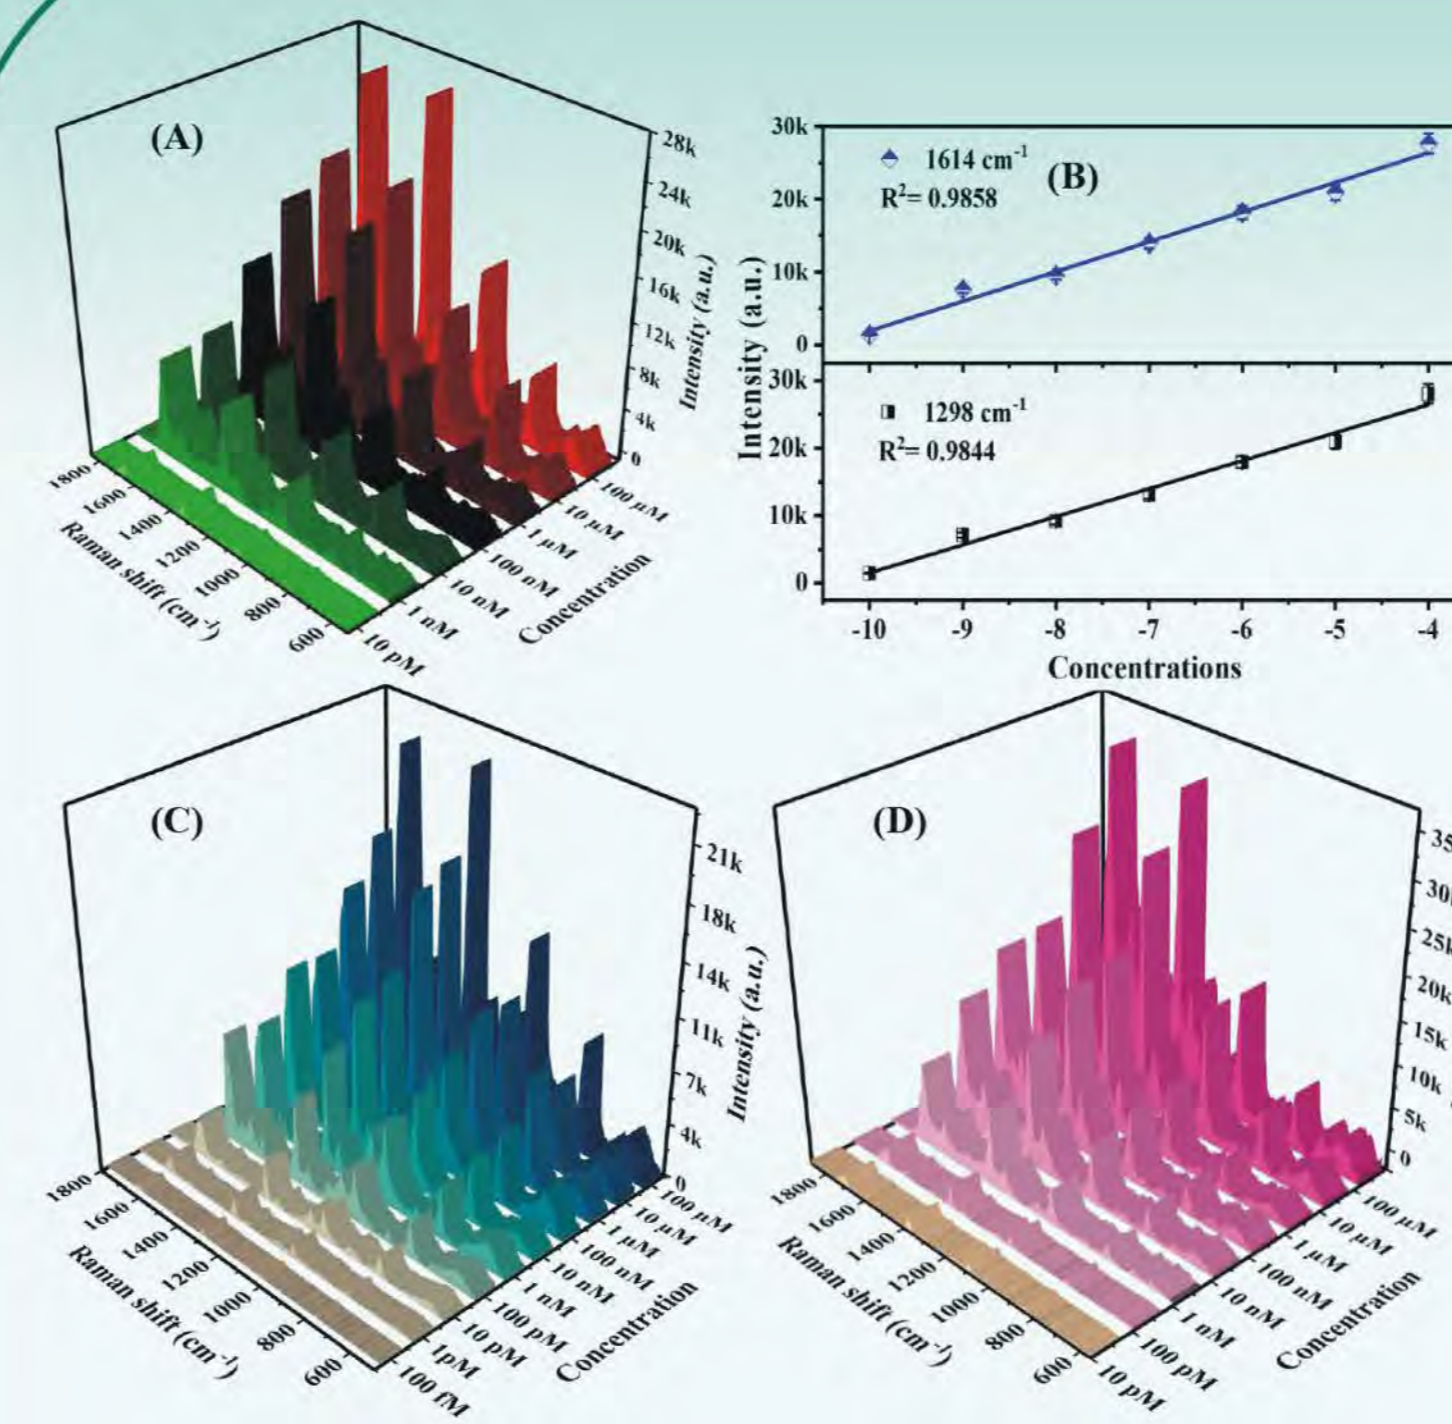 (A)
28k
24k
20k
16k
12k
8k
4k
0
Intensity (a.u.)
1800
1600
1400
1200
1000
800
600
Raman shift (cm⁻¹)
100 µM
10 µM
1 µM
100 nM
10 nM
1 nM
10 pM
Concentration
(B)
1614 cm⁻¹
R²= 0.9858
30k
20k
10k
0
1298 cm⁻¹
R²= 0.9844
30k
20k
10k
0
Intensity (a.u.)
-10 -9 -8 -7 -6 -5 -4
Concentrations
(C)
21k
18k
14k
11k
7k
4k
0
Intensity (a.u.)
1800
1600
1400
1200
1000
800
600
Raman shift (cm⁻¹)
100 µM
10 µM
1 µM
100 nM
10 nM
1 nM
100 pM
10 pM
1pM
100 fM
Concentration
(D)
35
30
25k
20k
15k
10k
5k
0
1800
1600
1400
1200
1000
800
600
Raman shift (cm⁻¹)
100 µM
10 µM
1 µM
100 nM
10 nM
1 nM
100 pM
10 pM
Concentration